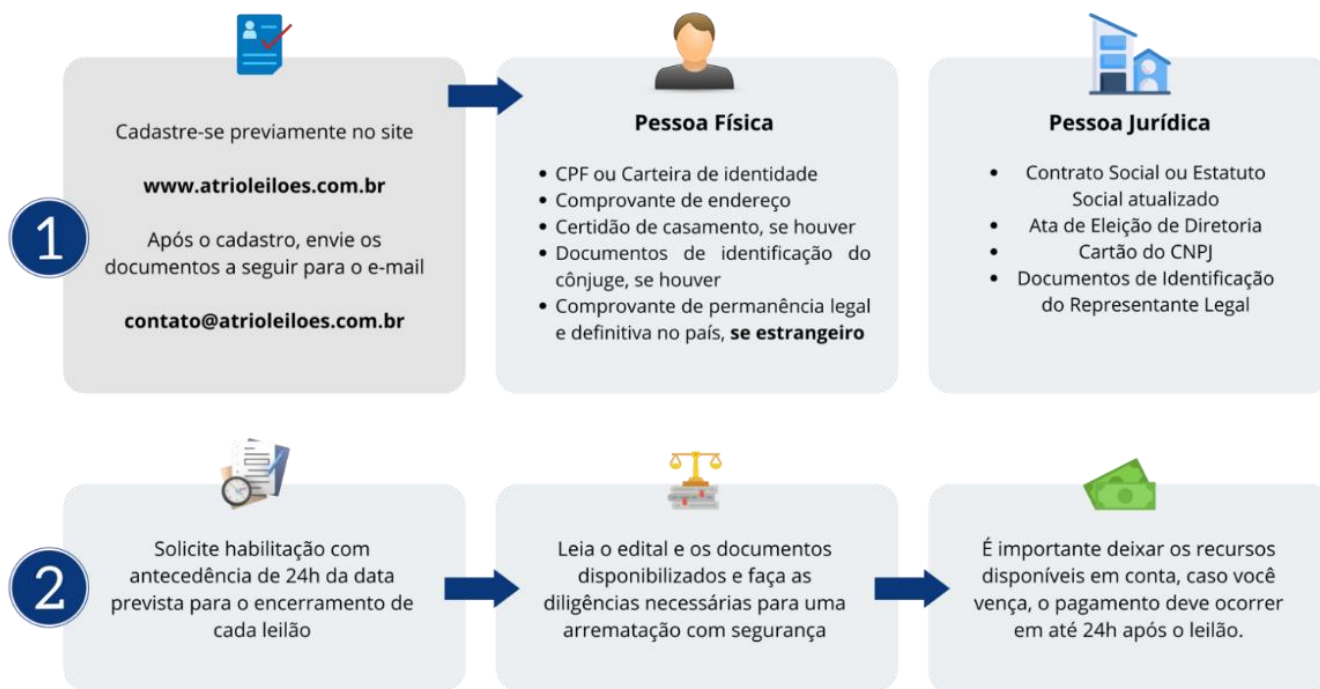 1
Cadastre-se previamente no site
www.atrioleiloes.com.br
Após o cadastro, envie os
documentos a seguir para o e-mail
contato@atrioleiloes.com.br
Pessoa Física
• CPF ou Carteira de identidade
• Comprovante de endereço
• Certidão de casamento, se houver
• Documentos de identificação do
cônjuge, se houver
• Comprovante de permanência legal
e definitiva no país, se estrangeiro
Pessoa Jurídica
• Contrato Social ou Estatuto
Social atualizado
• Ata de Eleição de Diretoria
• Cartão do CNPJ
• Documentos de Identificação
do Representante Legal
2
Solicite habilitação com
antecedência de 24h da data
prevista para o encerramento de
cada leilão
Leia o edital e os documentos
disponibilizados e faça as
diligências necessárias para uma
arrematação com segurança
É importante deixar os recursos
disponíveis em conta, caso você
vença, o pagamento deve ocorrer
em até 24h após o leilão.